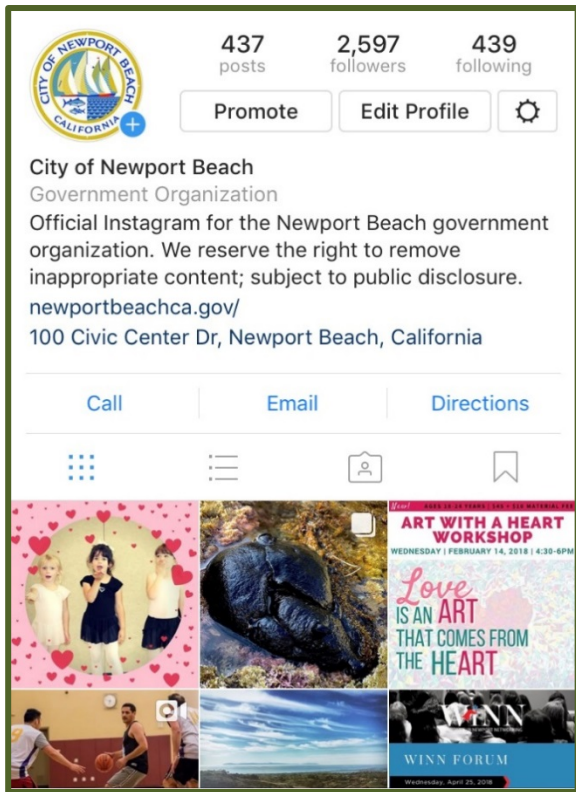 CITY OF NEWPORT BEACH
CALIFORNIA
437 2,597 439
posts followers following
Promote Edit Profile
City of Newport Beach
Government Organization
Official Instagram for the Newport Beach government
organization. We reserve the right to remove
inappropriate content; subject to public disclosure.
newportbeachca.gov/
100 Civic Center Dr, Newport Beach, California
Call Email Directions
ART WITH A HEART
WORKSHOP
WEDNESDAY | FEBRUARY 14, 2018 | 4:30-6PM
Love
IS AN ART
THAT COMES FROM
THE HEART
WINN
WINN FORUM
Wednesday, April 25, 2018